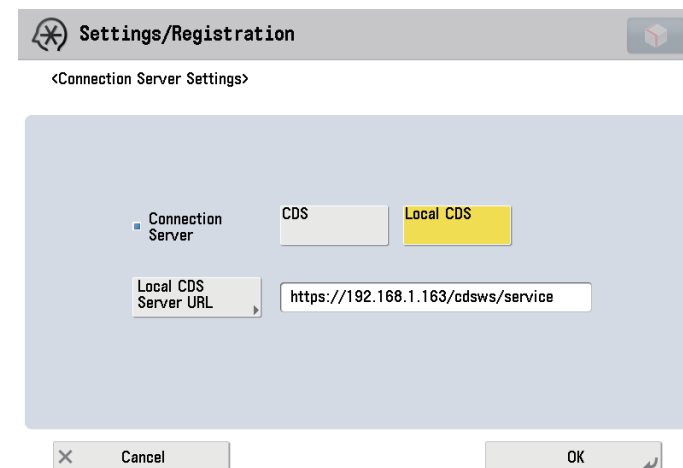 Settings/Registration
<Connection Server Settings>
Connection
Server
CDS
Local CDS
Local CDS
Server URL
https://192.168.1.163/cdsws/service
Cancel
OK